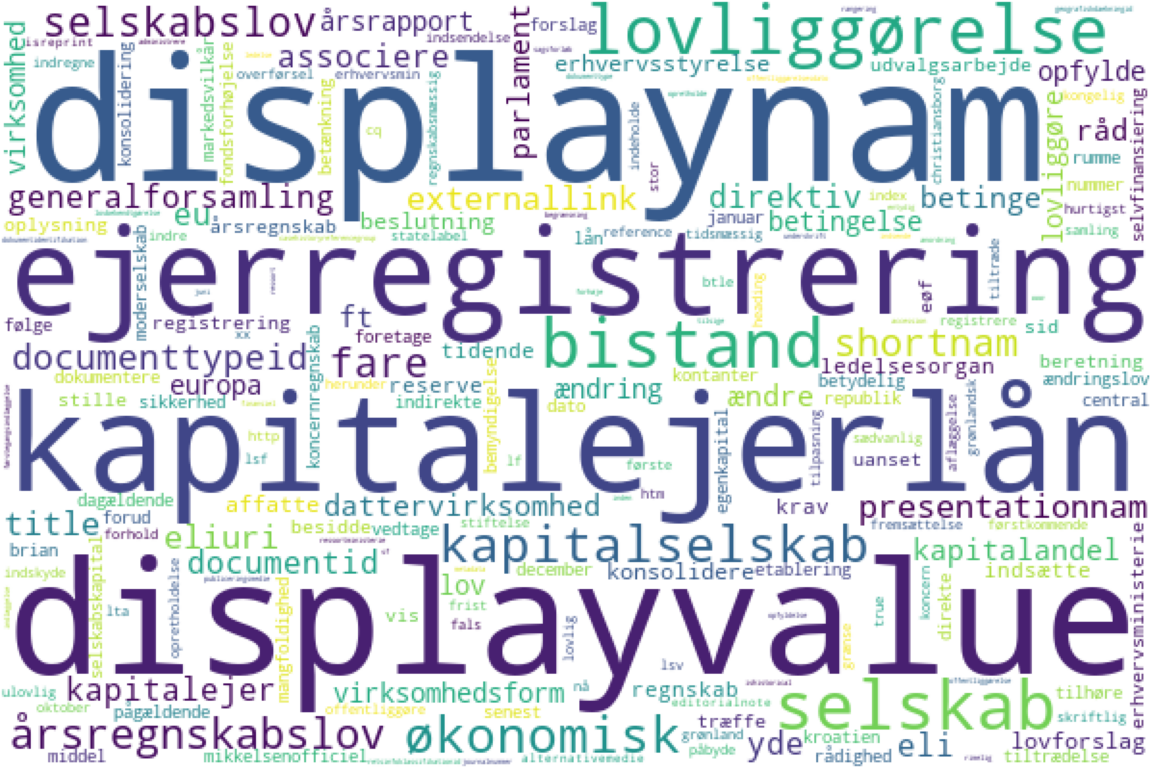 virksomhed
selskabslov
årsrapport
forslag
lovliggørelse
indsendelse
parlament
associere
erhvervsstyrelse
udvalgsarbejde
opfylde
indregne
overførsel
erhvervsmin
kongelig
displaynam
konsolidering
markedsvilkår
fondsforhøjelse
betænkning
cq
regnskabsmæssig
indeholde
stor
christiansborg
lovliggøre
råd
rumme
selvfinansiering
nummer
hurtigst
samling
generalforsamling
externallink
direktiv
index
betinge
oplysning
eu
årsregnskab
beslutning
januar
betingelse
indre
statelabel
lån
reference
tidsmæssig
ejerregistrering
moderselskab
btle
heading
eøf
tiltræde
følge
registrering
ft
foretage
xx
bistand
shortnam
registrere
sid
documenttypeid
koncernregnskab
fare
tidende
ledelsesorgan
beretning
dokumentere
europa
herunder
reserve
ændring
kontanter
betydelig
ændringslov
stille
sikkerhed
indirekte
bemyndigelse
dato
ændre
republik
central
kapitalejerlån
http
lsf
lf
første
egenkapital
tilpasning
sædvanlig
uanset
aflæggelse
grønlandsk
dagældende
affatte
dattervirksomhed
htm
krav
presentationnam
title
forud
forhold
eliuri
besidde
vedtage
stiftelse
fremsættelse
førstkommende
brian
documentid
kapitalselskab
kapitalandel
indskyde
selskabskapital
december
konsolidere
etablering
indsætte
erhvervsministerie
displayvalue
lta
opretholdelse
mangfoldighed
vis
lov
frist
fals
lovlig
lsv
grænse
true
koncern
direkte
ulovlig
kapitalejer
virksomhedsform
nå
regnskab
selskab
tilhøre
oktober
pågældende
offentliggøre
senest
editorialnote
skriftlig
årsregnskabslov
økonomisk
grønland
træffe
påbyde
yde
kroatien
rådighed
eli
lovforslag
middel
mikkelsenofficiel
alternativemedie
tiltrædelse